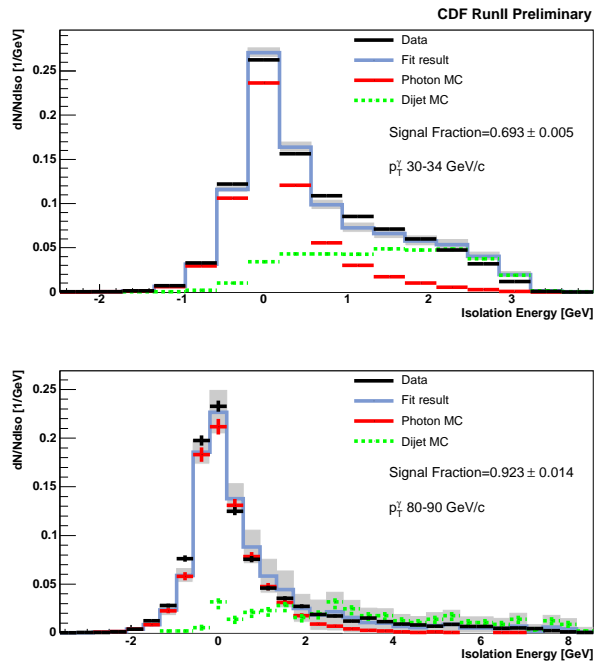 CDF RunII Preliminary
dN/NdIso [1/GeV]
0.25
0.2
0.15
0.1
0.05
0
Data
Fit result
Photon MC
Dijet MC
Signal Fraction=0.693 ± 0.005
p_T^γ 30-34 GeV/c
-2 -1 0 1 2 3
Isolation Energy [GeV]
dN/NdIso [1/GeV]
0.25
0.2
0.15
0.1
0.05
0
Data
Fit result
Photon MC
Dijet MC
Signal Fraction=0.923 ± 0.014
p_T^γ 80-90 GeV/c
-2 0 2 4 6 8
Isolation Energy [GeV]